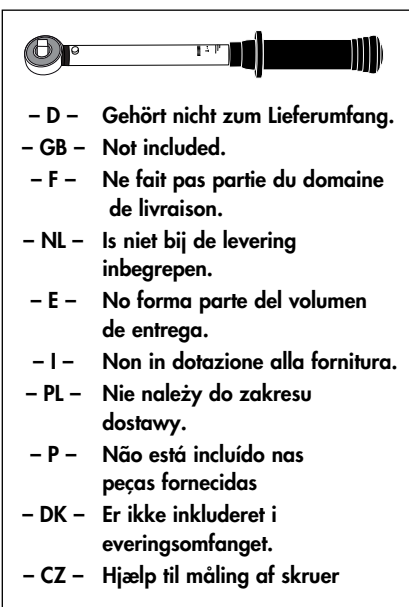 – D – Gehört nicht zum Lieferumfang.
– GB – Not included.
– F – Ne fait pas partie du domaine
de livraison.
– NL – Is niet bij de levering
inbegrepen.
– E – No forma parte del volumen
de entrega.
– I – Non in dotazione alla fornitura.
– PL – Nie należy do zakresu
dostawy.
– P – Não está incluído nas
peças fornecidas
– DK – Er ikke inkluderet i
everingsomfanget.
– CZ – Hjælp til måling af skruer